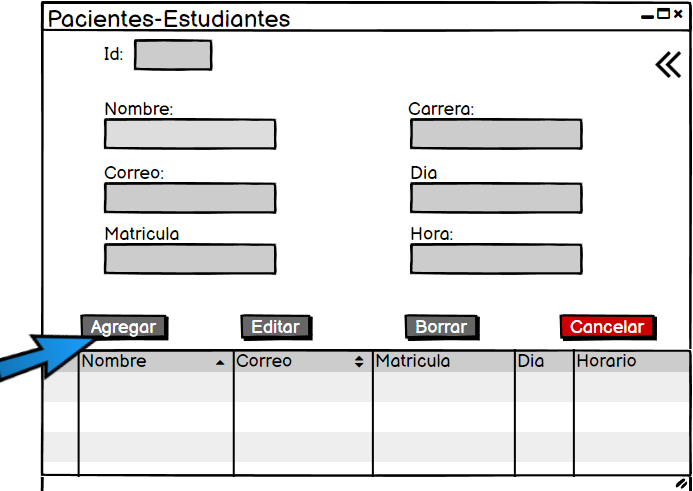 Pacientes-Estudiantes
Id:
Nombre: Carrera:
Correo: Dia
Matricula Hora:
Agregar Editar Borrar Cancelar
Nombre Correo Matricula Dia Horario